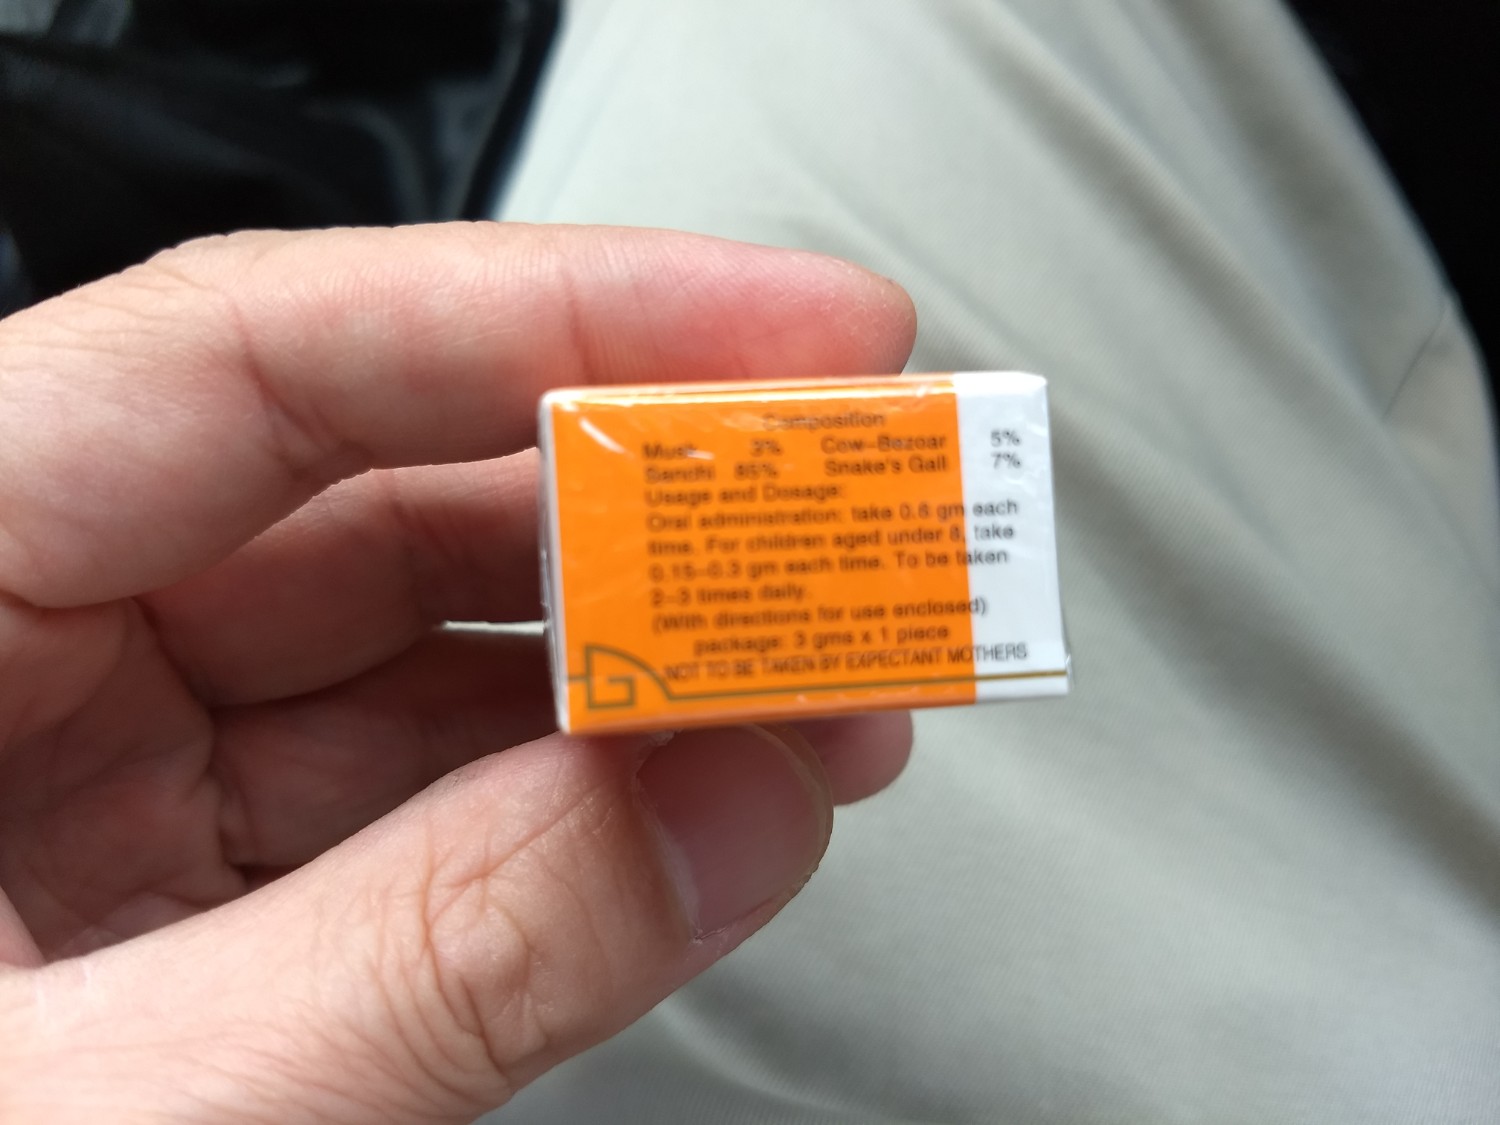 Composition
Musk 3% Cow-Bezoar 5%
Sanchi 85% Snake's Gall 7%
Usage and Dosage:
Oral administration: take 0.6 gm each
time. For children aged under 8, take
0.15-0.3 gm each time. To be taken
2-3 times daily.
(With directions for use enclosed)
package: 3 gms x 1 piece
NOT TO BE TAKEN BY EXPECTANT MOTHERS